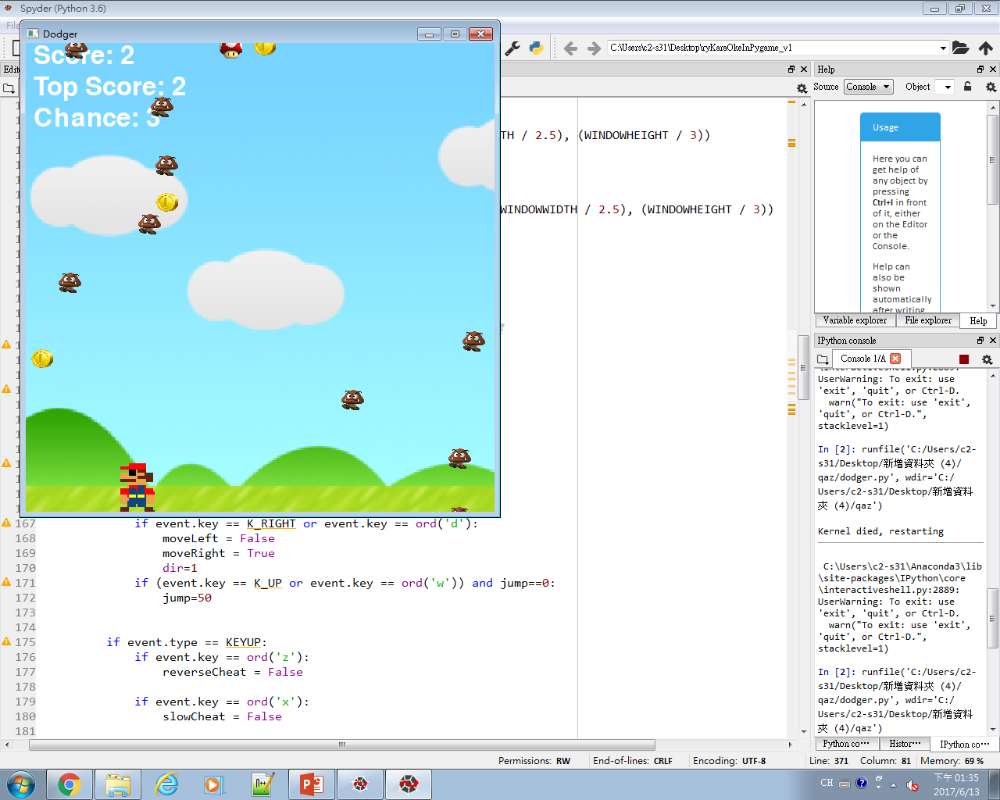 Spyder (Python 3.6)
File
Dodger
Score: 2
Top Score: 2
Chance: 3
C:\Users\c2-s31\Desktop\ryKaraOkeInPygame_v1
TH / 2.5), (WINDOWHEIGHT / 3))
WINDOWWIDTH / 2.5), (WINDOWHEIGHT / 3))
167 if event.key == K_RIGHT or event.key == ord('d'):
168 moveLeft = False
169 moveRight = True
170 dir=1
171 if (event.key == K_UP or event.key == ord('w')) and jump==0:
172 jump=50
173
174
175 if event.type == KEYUP:
176 if event.key == ord('z'):
177 reverseCheat = False
178
179 if event.key == ord('x'):
180 slowCheat = False
181
Help
Source Console Object
Usage
Here you can
get help of
any object by
pressing
Ctrl+I in front
of it, either
on the Editor
or the
Console.
Help can
also be
shown
automatically
after writing
Variable explorer File explorer Help
IPython console
Console 1/A
\interactiveshell.py:2889:
UserWarning: To exit: use
'exit', 'quit', or Ctrl-D.
warn("To exit: use 'exit',
'quit', or Ctrl-D.",
stacklevel=1)
In [2]: runfile('C:/Users/c2-
s31/Desktop/新增資料夾 (4)/
qaz/dodger.py', wdir='C:/
Users/c2-s31/Desktop/新增資料
夾 (4)/qaz')
Kernel died, restarting
C:\Users\c2-s31\Anaconda3\lib
\site-packages\IPython\core
\interactiveshell.py:2889:
UserWarning: To exit: use
'exit', 'quit', or Ctrl-D.
warn("To exit: use 'exit',
'quit', or Ctrl-D.",
stacklevel=1)
In [2]: runfile('C:/Users/c2-
s31/Desktop/新增資料夾 (4)/
qaz/dodger.py', wdir='C:/
Users/c2-s31/Desktop/新增資料
夾 (4)/qaz')
Python co··· Histor··· IPython co···
Permissions: RW End-of-lines: CRLF Encoding: UTF-8 Line: 371 Column: 81 Memory: 69 %
CH
下午 01:35
2017/6/13